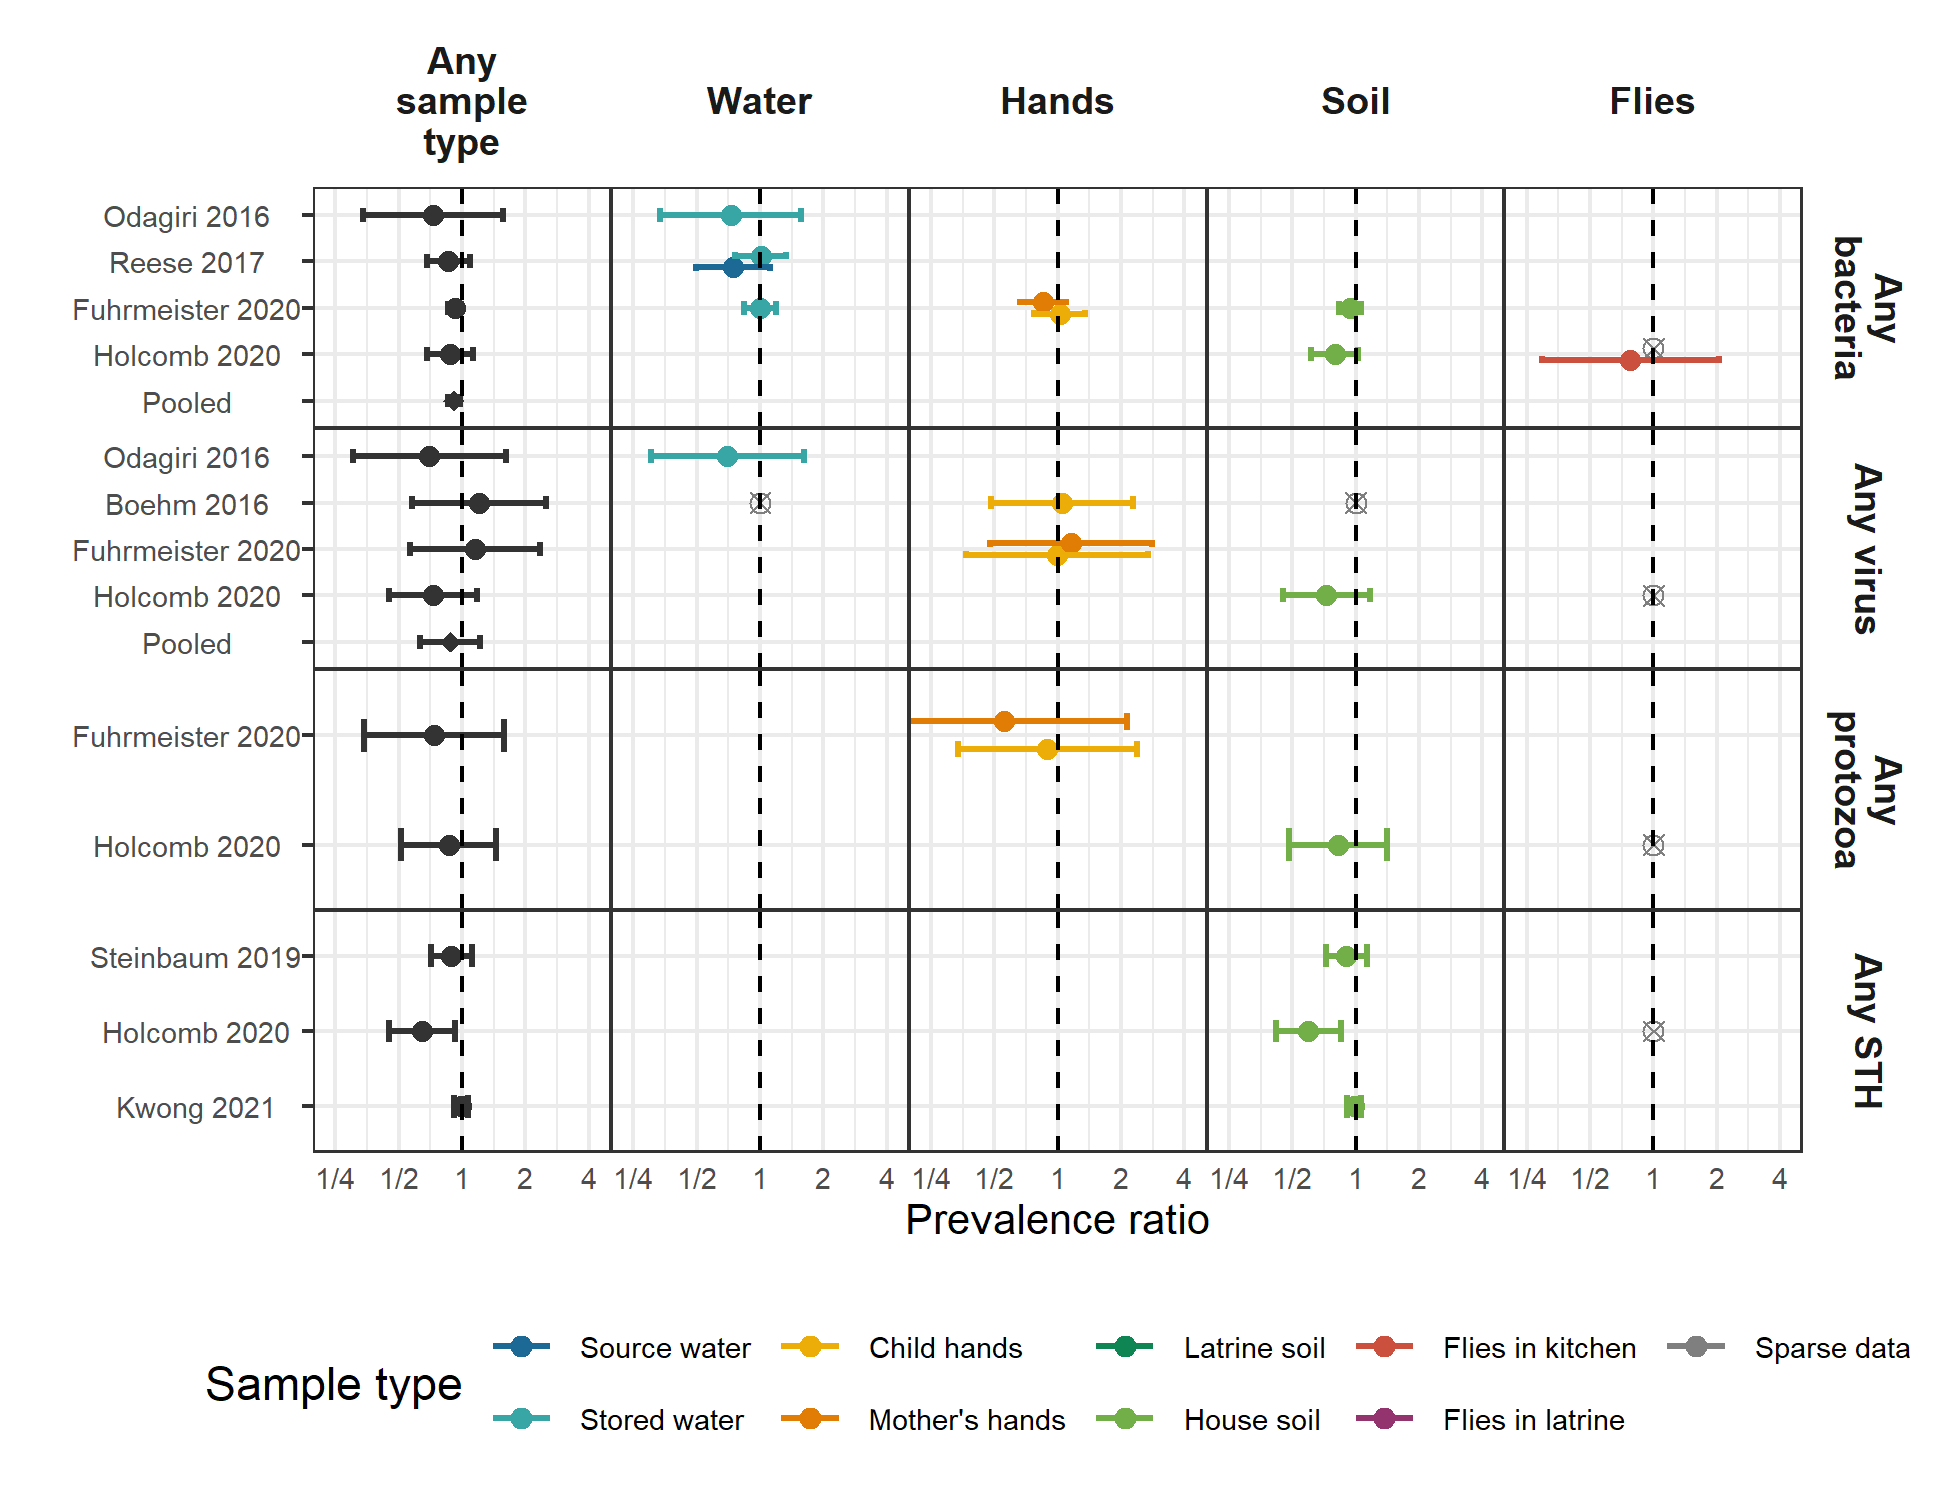 Any
sample
type
Water
Hands
Soil
Flies
Odagiri 2016
Reese 2017
Fuhrmeister 2020
Holcomb 2020
Pooled
Any
bacteria
Odagiri 2016
Boehm 2016
Fuhrmeister 2020
Holcomb 2020
Pooled
Any virus
Fuhrmeister 2020
Holcomb 2020
Any
protozoa
Steinbaum 2019
Holcomb 2020
Kwong 2021
Any STH
1/4 1/2 1 2 4 1/4 1/2 1 2 4 1/4 1/2 1 2 4 1/4 1/2 1 2 4 1/4 1/2 1 2 4
Prevalence ratio
Sample type
Source water Child hands Latrine soil Flies in kitchen Sparse data
Stored water Mother's hands House soil Flies in latrine